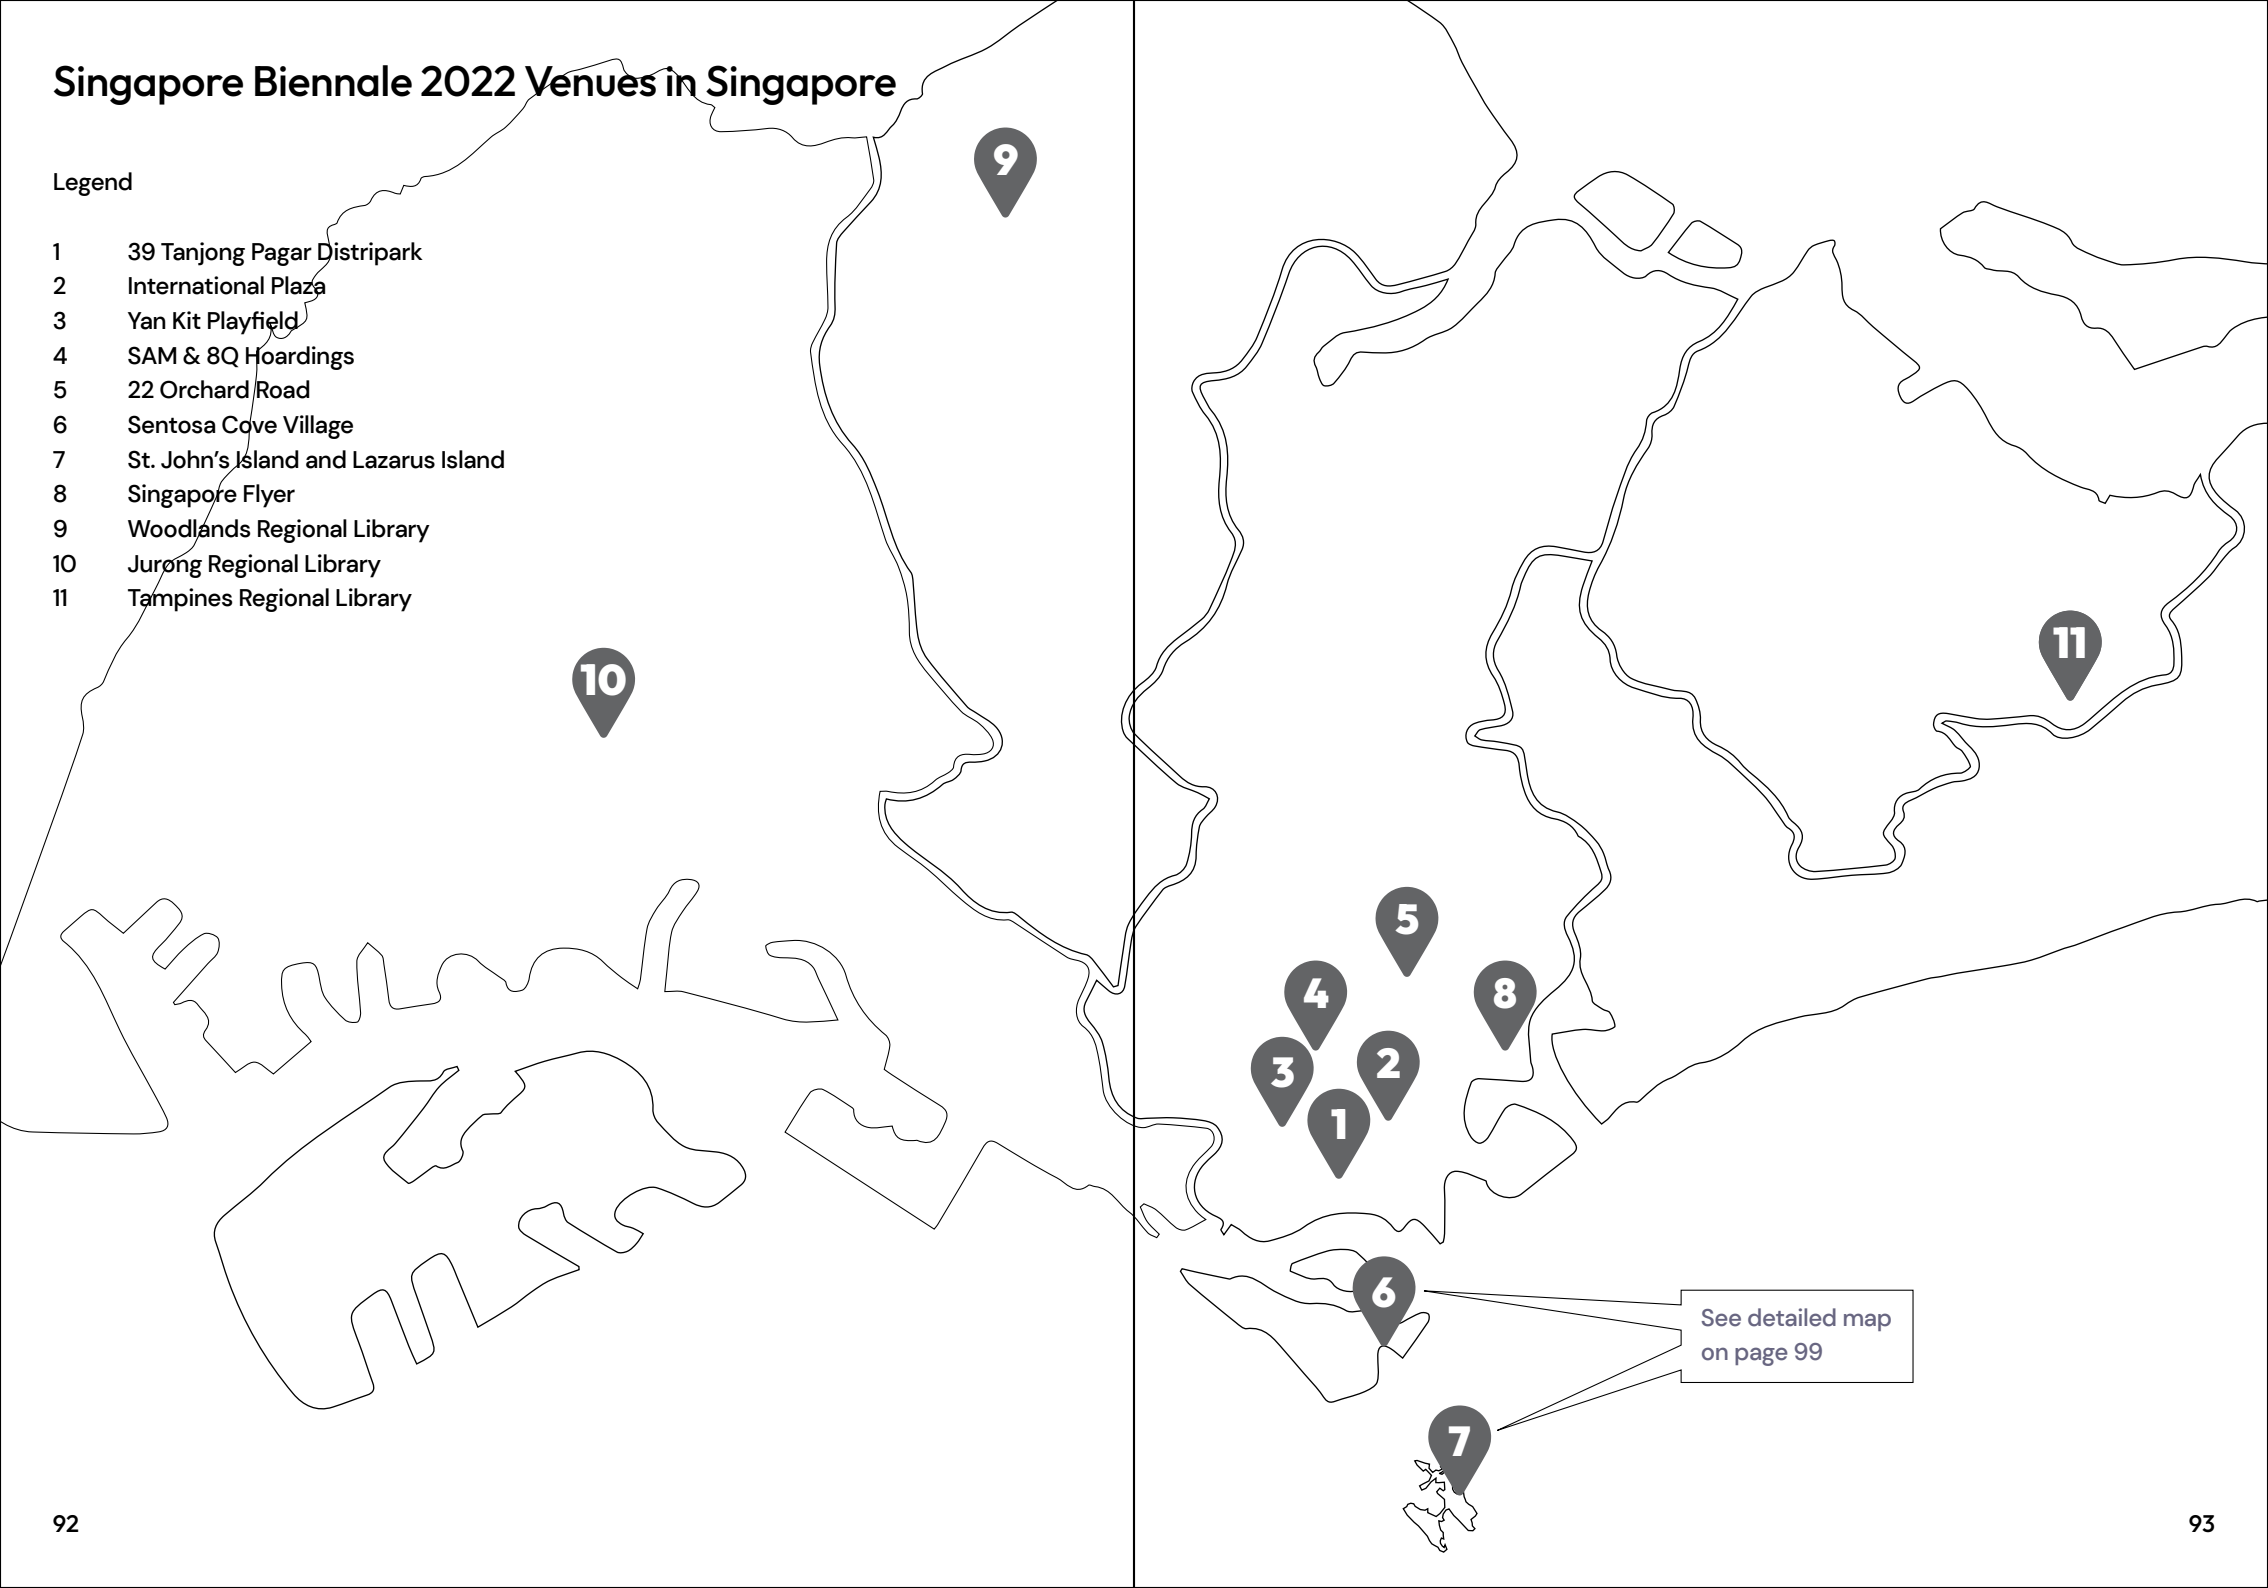 Singapore Biennale 2022 Venues in Singapore
Legend
1 39 Tanjong Pagar Distripark
2 International Plaza
3 Yan Kit Playfield
4 SAM & 8Q Hoardings
5 22 Orchard Road
6 Sentosa Cove Village
7 St. John’s Island and Lazarus Island
8 Singapore Flyer
9 Woodlands Regional Library
10 Jurong Regional Library
11 Tampines Regional Library
9
10
11
5
4
8
3
2
1
6
See detailed map
on page 99
7
92
93